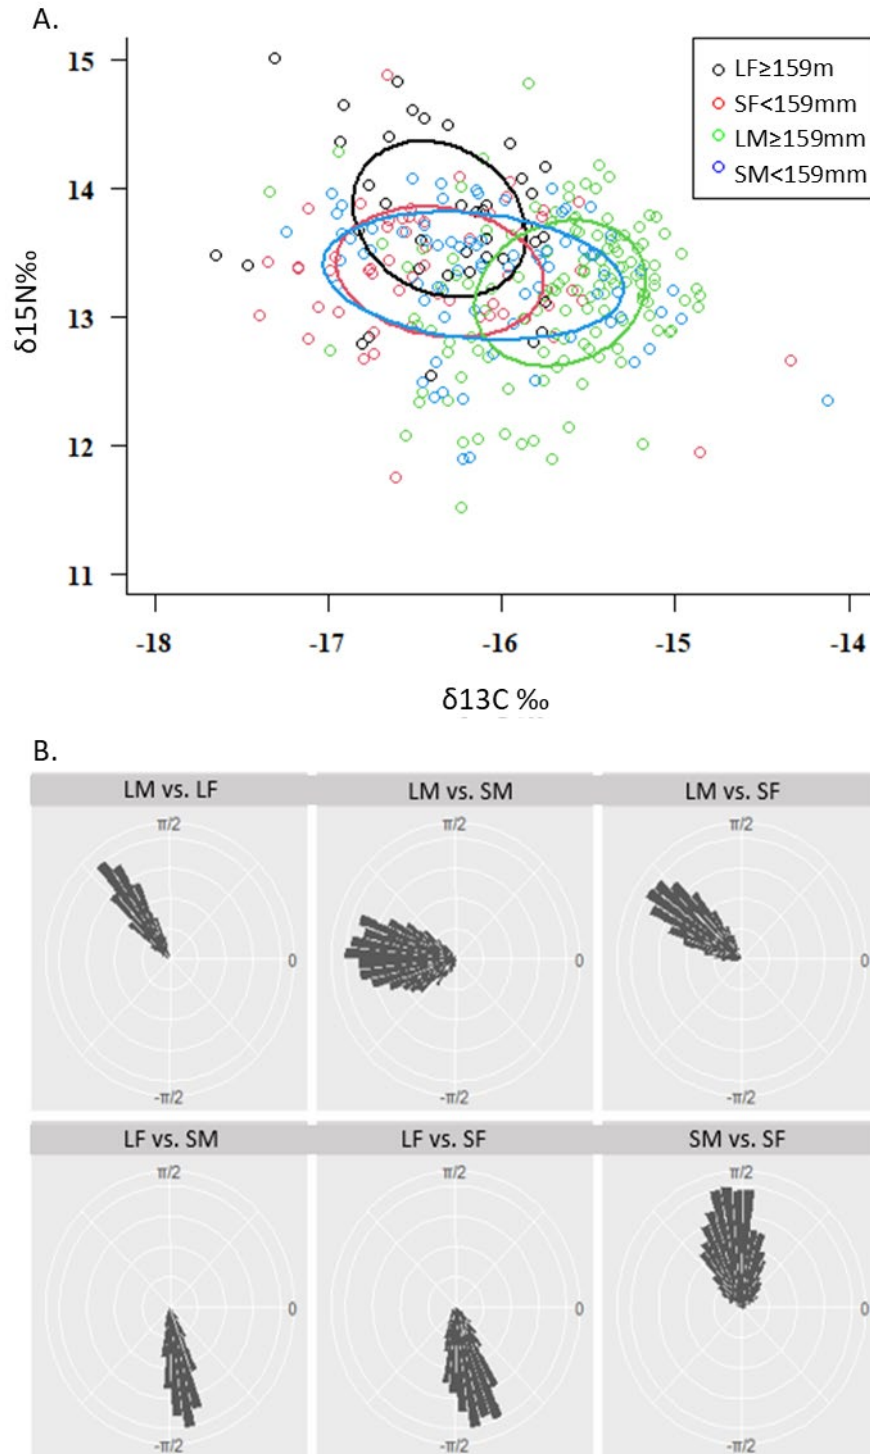 A.
15
14
13
12
11
δ15N‰
LF≥159m
SF<159mm
LM≥159mm
SM<159mm
-18 -17 -16 -15 -14
δ13C ‰
B.
LM vs. LF LM vs. SM LM vs. SF
π/2 π/2 π/2
0 0 0
-π/2 -π/2 -π/2
LF vs. SM LF vs. SF SM vs. SF
π/2 π/2 π/2
0 0 0
-π/2 -π/2 -π/2